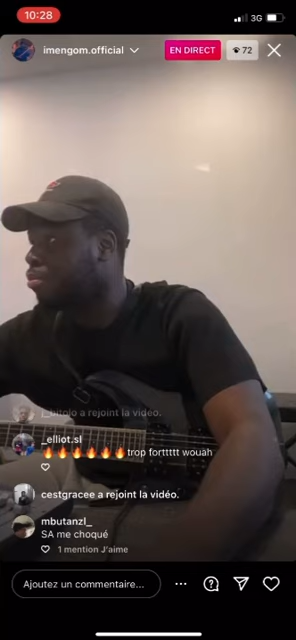 10:28
3G
imengom.official
EN DIRECT
72
a rejoint la vidéo.
_elliot.sl
🔥🔥🔥🔥🔥🔥trop forttttt wouah
cestgracee a rejoint la vidéo.
mbutanzl_
SA me choqué
1 mention J'aime
Ajoutez un commentaire...